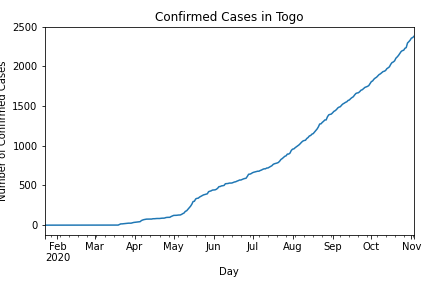 Confirmed Cases in Togo
Number of Confirmed Cases
2500
2000
1500
1000
500
0
Feb Mar Apr May Jun Jul Aug Sep Oct Nov
2020
Day